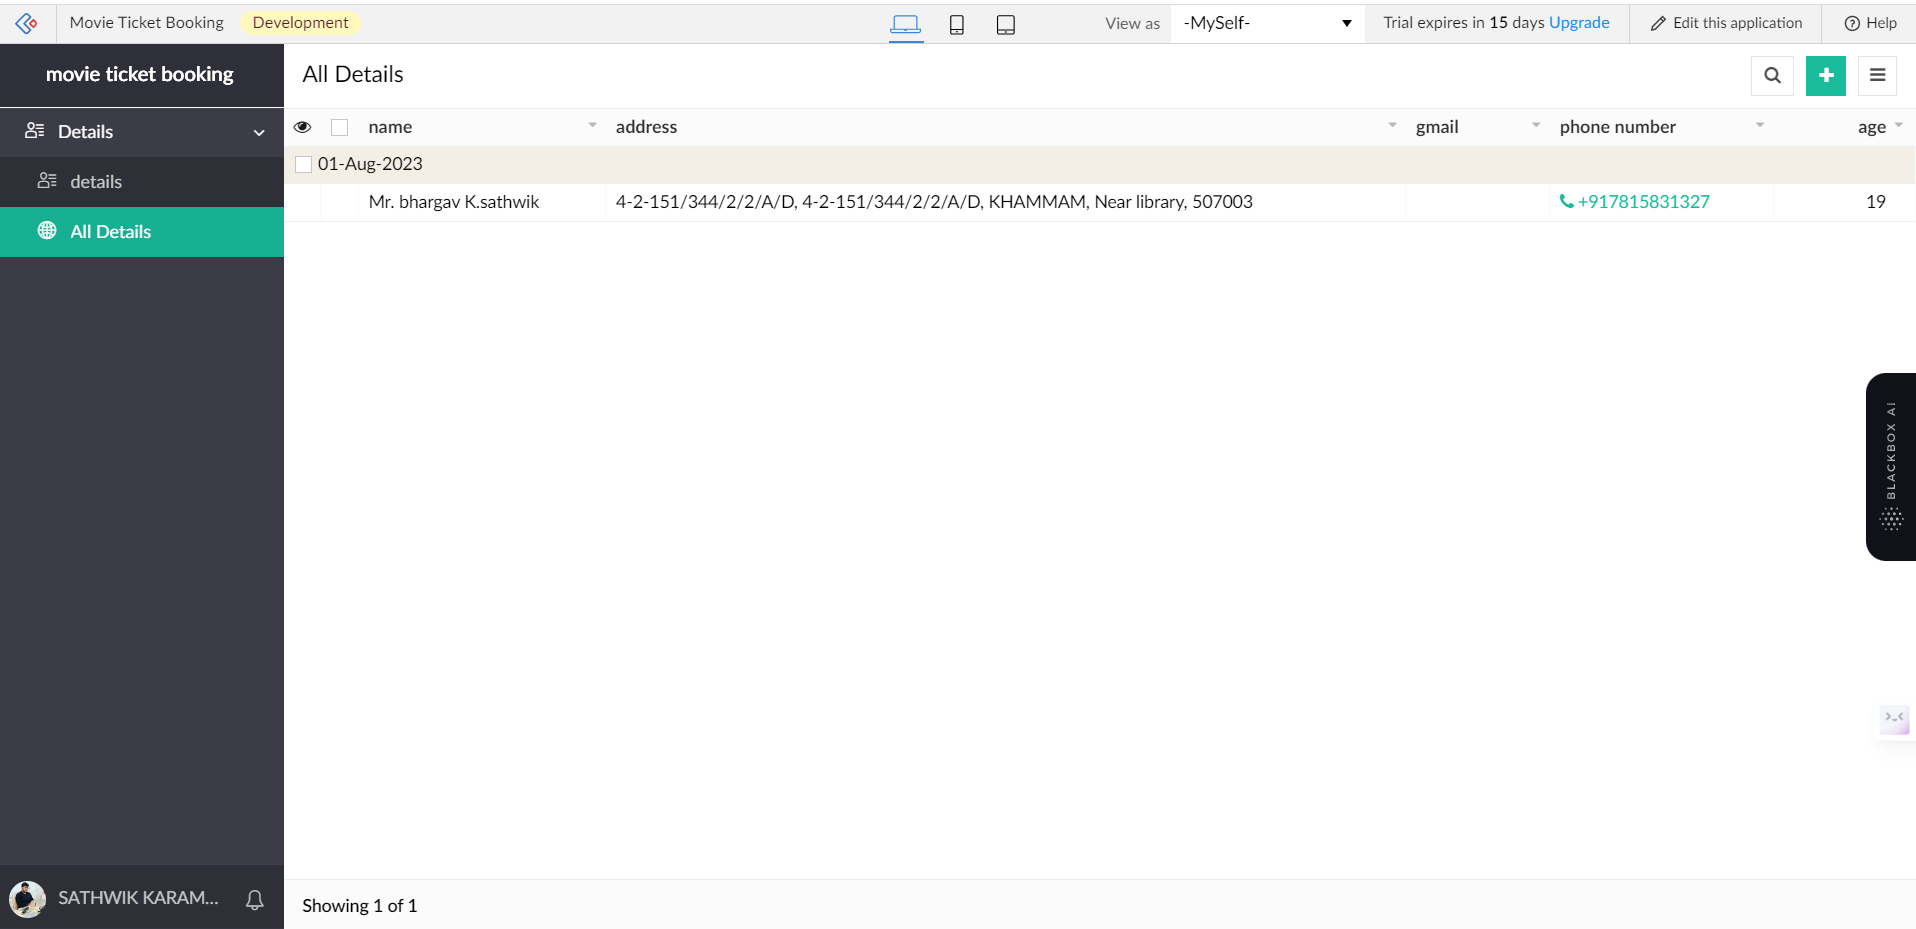 Movie Ticket Booking Development View as -MySelf- Trial expires in 15 days Upgrade Edit this application Help
movie ticket booking
All Details
Details
name address gmail phone number age
01-Aug-2023
details
Mr. bhargav K.sathwik 4-2-151/344/2/2/A/D, 4-2-151/344/2/2/A/D, KHAMMAM, Near library, 507003 +917815831327 19
All Details
BLACKBOX AI
SATHWIK KARAM...
Showing 1 of 1